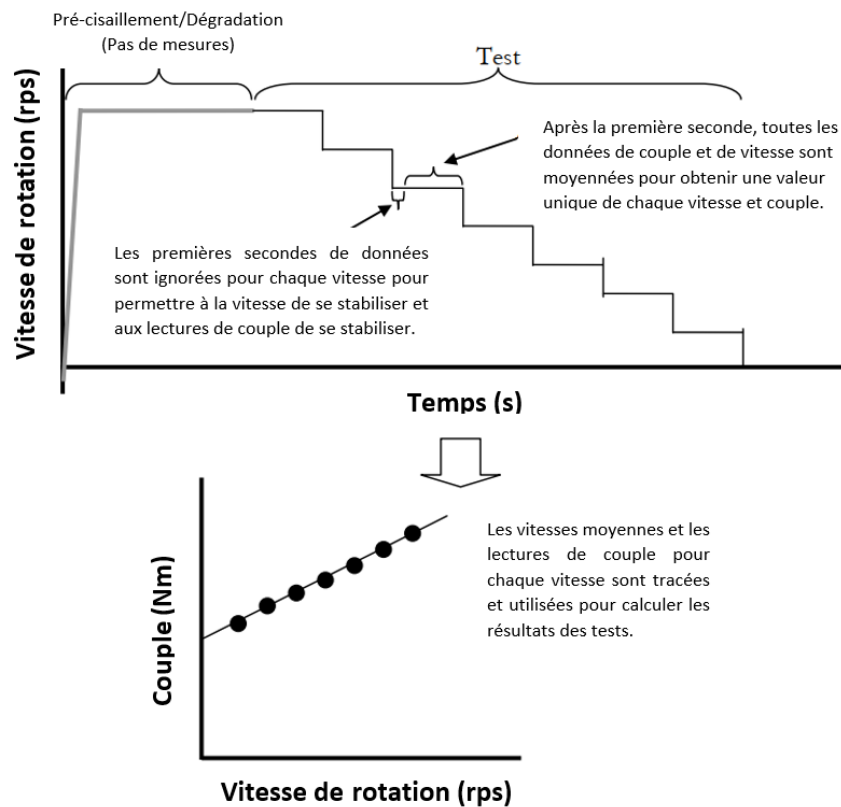 Pré-cisaillement/Dégradation
(Pas de mesures)
Test
Vitesse de rotation (rps)
Après la première seconde, toutes les
données de couple et de vitesse sont
moyennées pour obtenir une valeur
unique de chaque vitesse et couple.
Les premières secondes de données
sont ignorées pour chaque vitesse pour
permettre à la vitesse de se stabiliser et
aux lectures de couple de se stabiliser.
Temps (s)
Couple (Nm)
Les vitesses moyennes et les
lectures de couple pour
chaque vitesse sont tracées
et utilisées pour calculer les
résultats des tests.
Vitesse de rotation (rps)